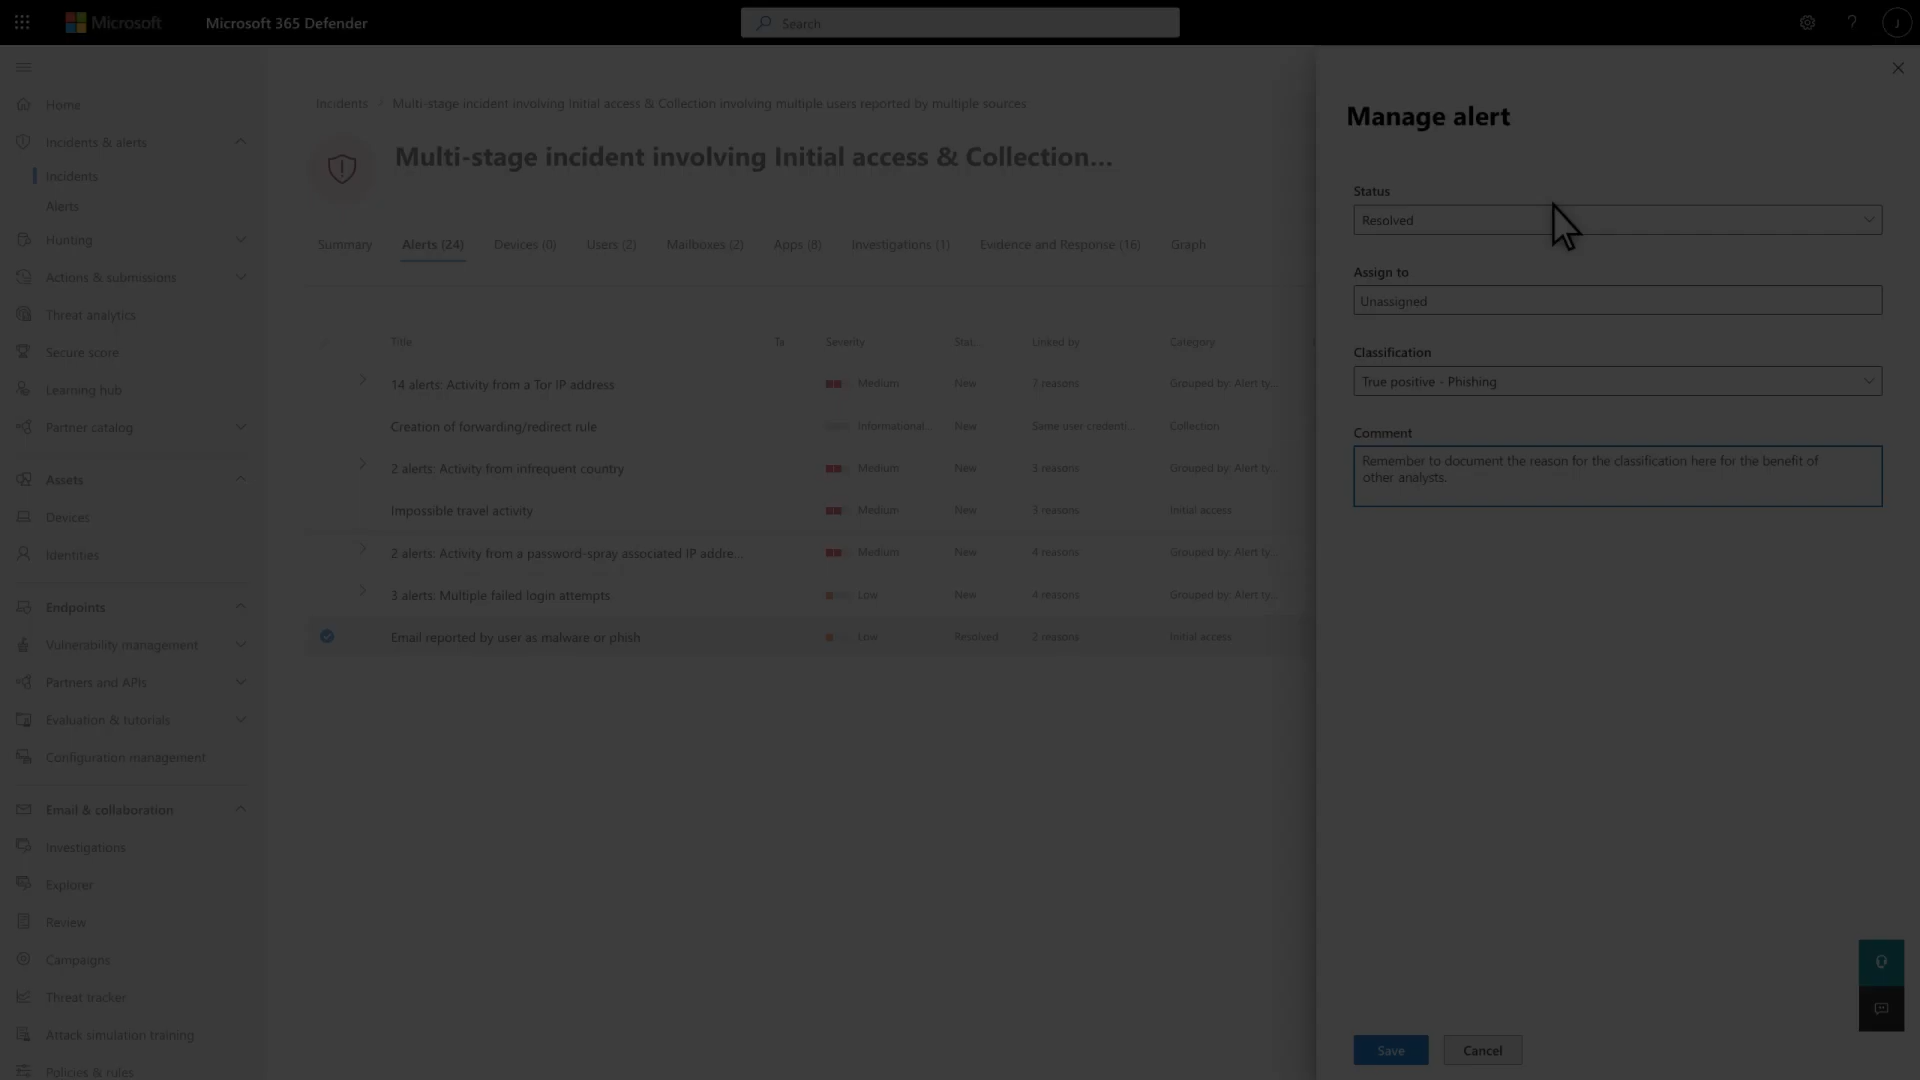 Microsoft
Microsoft 365 Defender
Search
?
J
Home
Incidents & alerts
Incidents
Alerts
Hunting
Actions & submissions
Threat analytics
Secure score
Learning hub
Partner catalog
Assets
Devices
Identities
Endpoints
Vulnerability management
Partners and APIs
Evaluation & tutorials
Configuration management
Email & collaboration
Investigations
Explorer
Review
Campaigns
Threat tracker
Attack simulation training
Policies & rules
Incidents > Multi-stage incident involving Initial access & Collection involving multiple users reported by multiple sources
Multi-stage incident involving Initial access & Collection...
Summary Alerts (24) Devices (0) Users (2) Mailboxes (2) Apps (8) Investigations (1) Evidence and Response (16) Graph
Title Ta Severity Stat... Linked by Category
14 alerts: Activity from a Tor IP address Medium New 7 reasons Grouped by: Alert ty...
Creation of forwarding/redirect rule Informational... New Same user credenti... Collection
2 alerts: Activity from infrequent country Medium New 3 reasons Grouped by: Alert ty...
Impossible travel activity Medium New 3 reasons Initial access
2 alerts: Activity from a password-spray associated IP addre... Medium New 4 reasons Grouped by: Alert ty...
3 alerts: Multiple failed login attempts Low New 4 reasons Grouped by: Alert ty...
Email reported by user as malware or phish Low Resolved 2 reasons Initial access
Manage alert
Status
Resolved
Assign to
Unassigned
Classification
True positive - Phishing
Comment
Remember to document the reason for the classification here for the benefit of
other analysts.
Save Cancel